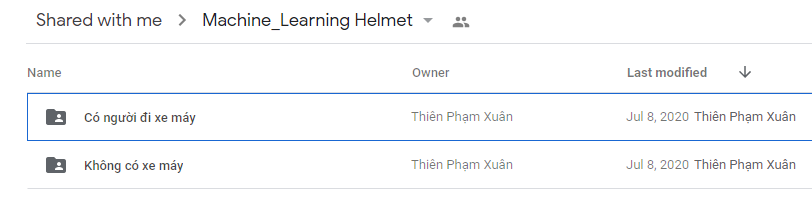 Shared with me > Machine_Learning Helmet
Name Owner Last modified
Có người đi xe máy Thiên Phạm Xuân Jul 8, 2020 Thiên Phạm Xuân
Không có xe máy Thiên Phạm Xuân Jul 8, 2020 Thiên Phạm Xuân